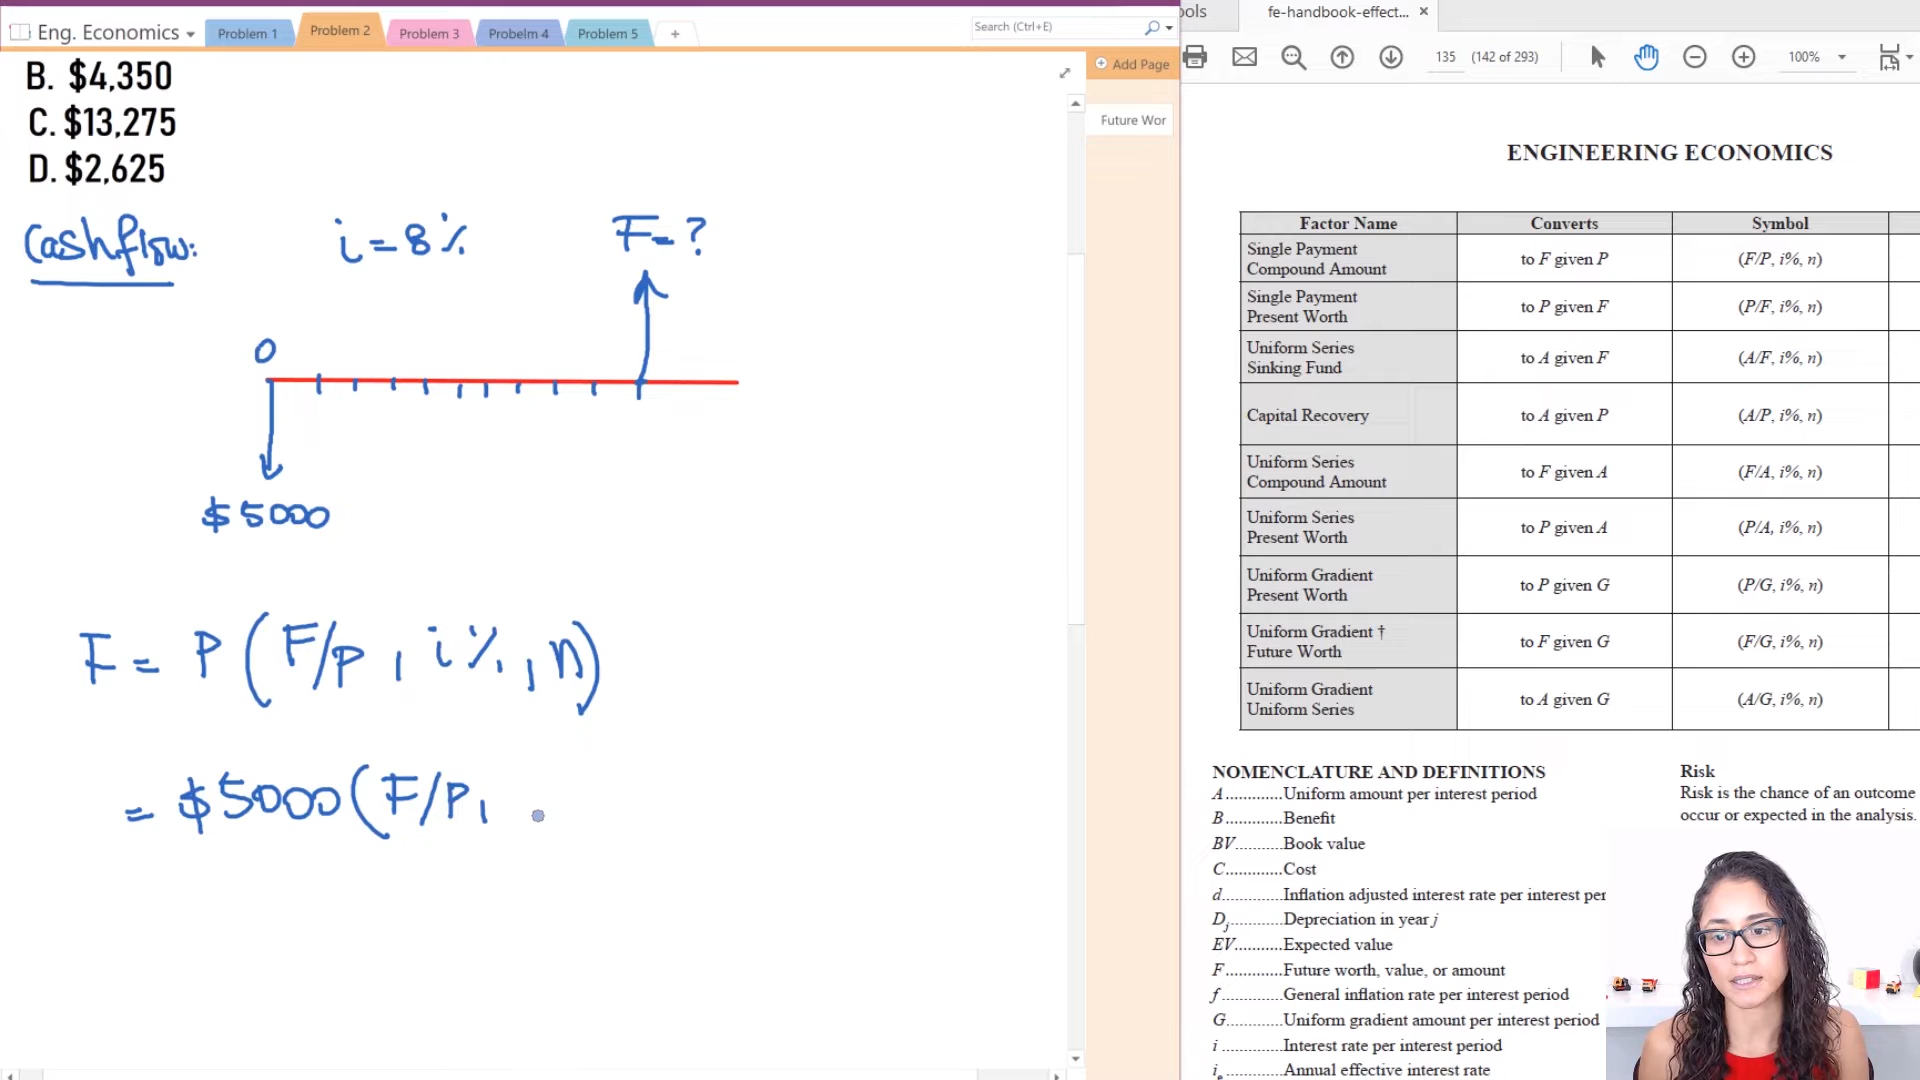 Eng. Economics
Problem 1
Problem 2
Problem 3
Probelm 4
Problem 5
+
Search (Ctrl+E)
Add Page
Future Wor
B. $4,350
C. $13,275
D. $2,625
Cashflow:
i = 8%
F = ?
0
$5000
F = P (F/P, i%, n)
= $5000 (F/P,
ols
fe-handbook-effect...
135
(142 of 293)
100%
ENGINEERING ECONOMICS
Factor Name Converts Symbol
Single Payment
Compound Amount
to F given P
(F/P, i%, n)
Single Payment
Present Worth
to P given F
(P/F, i%, n)
Uniform Series
Sinking Fund
to A given F
(A/F, i%, n)
Capital Recovery
to A given P
(A/P, i%, n)
Uniform Series
Compound Amount
to F given A
(F/A, i%, n)
Uniform Series
Present Worth
to P given A
(P/A, i%, n)
Uniform Gradient
Present Worth
to P given G
(P/G, i%, n)
Uniform Gradient †
Future Worth
to F given G
(F/G, i%, n)
Uniform Gradient
Uniform Series
to A given G
(A/G, i%, n)
NOMENCLATURE AND DEFINITIONS
A.............Uniform amount per interest period
B.............Benefit
BV...........Book value
C.............Cost
d.............Inflation adjusted interest rate per interest per
Dj............Depreciation in year j
EV...........Expected value
F.............Future worth, value, or amount
f..............General inflation rate per interest period
G.............Uniform gradient amount per interest period
i..............Interest rate per interest period
ie.............Annual effective interest rate
Risk
Risk is the chance of an outcome
occur or expected in the analysis.